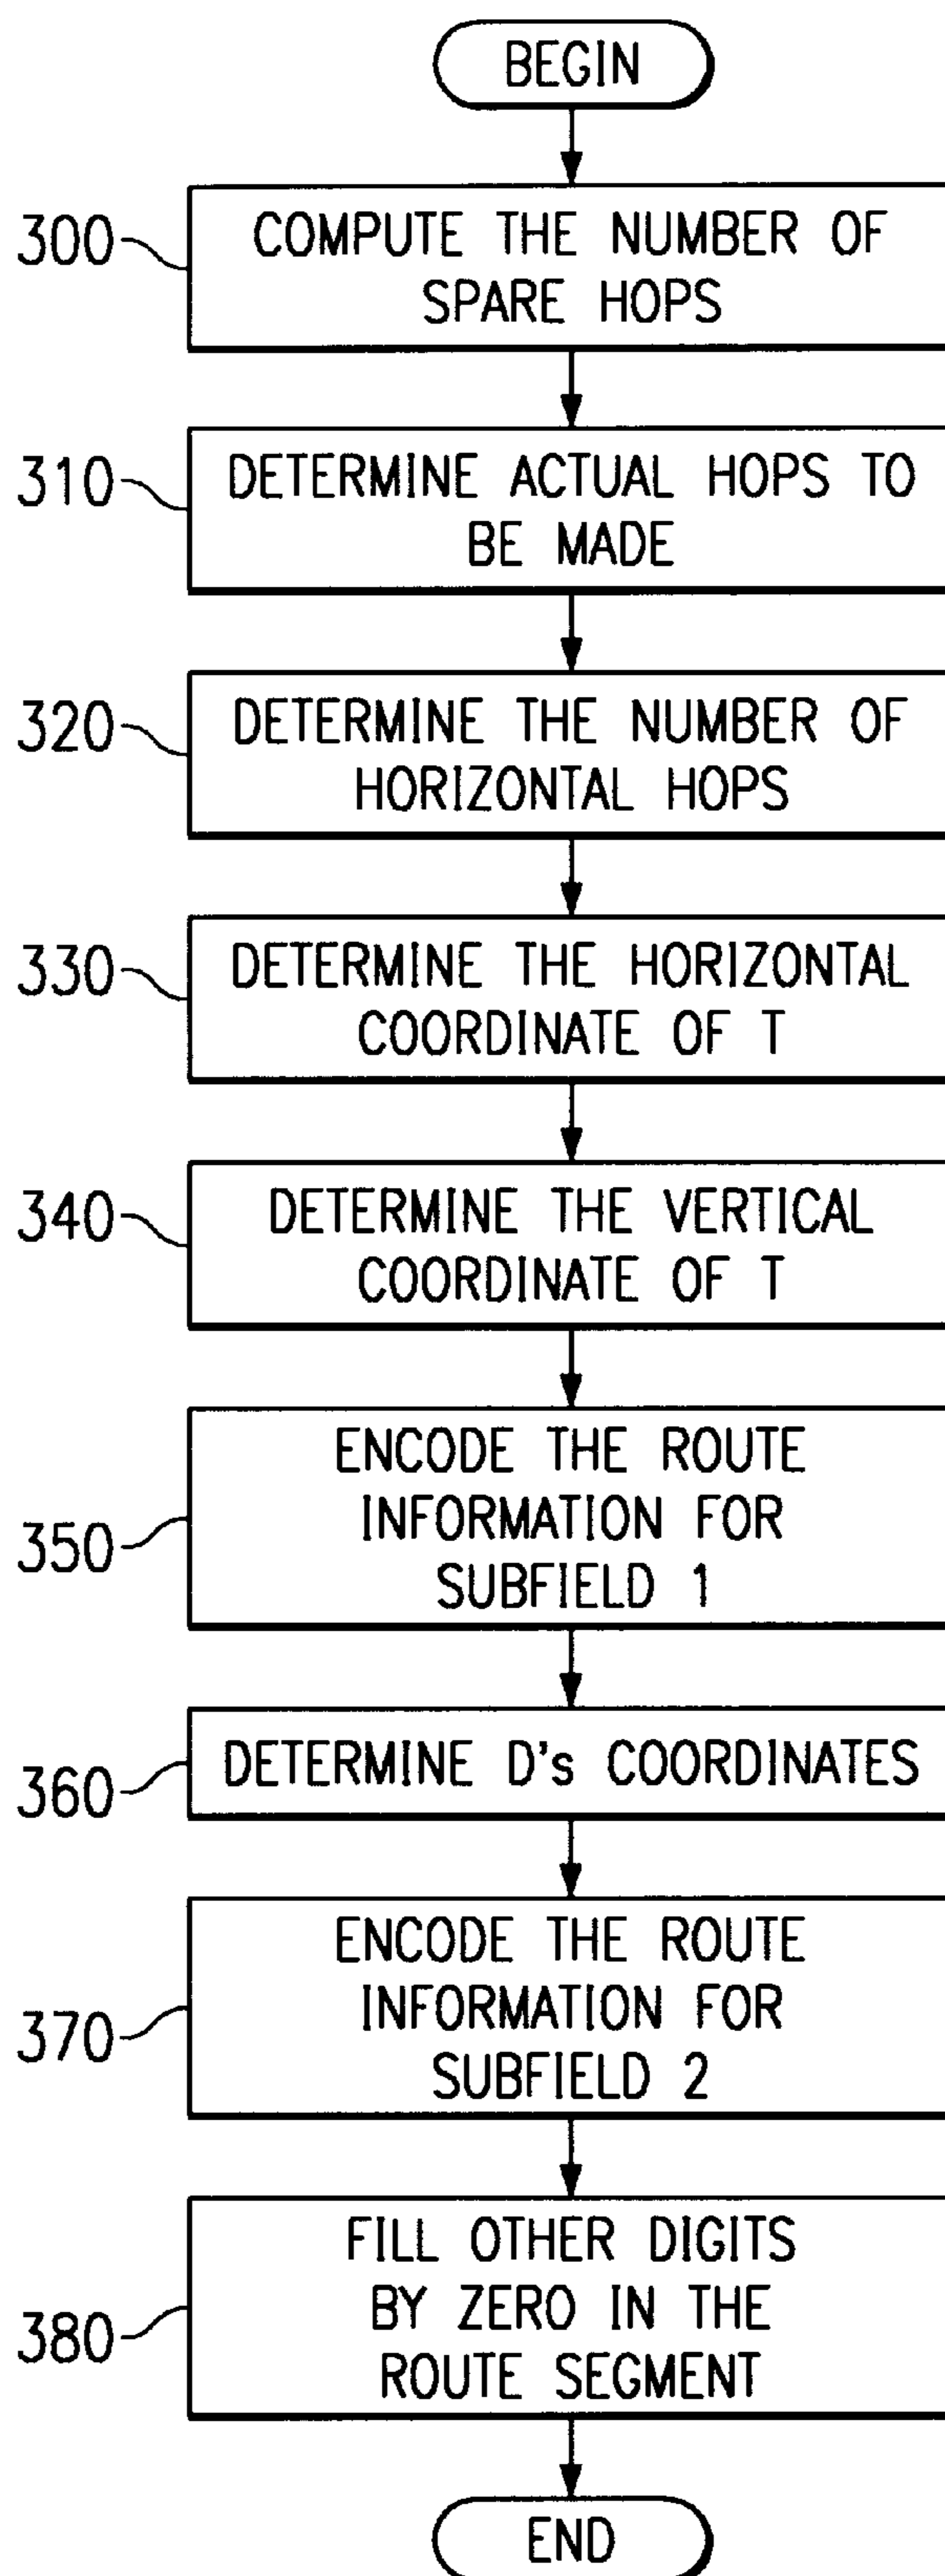 BEGIN
300
COMPUTE THE NUMBER OF
SPARE HOPS
310
DETERMINE ACTUAL HOPS TO
BE MADE
320
DETERMINE THE NUMBER OF
HORIZONTAL HOPS
330
DETERMINE THE HORIZONTAL
COORDINATE OF T
340
DETERMINE THE VERTICAL
COORDINATE OF T
350
ENCODE THE ROUTE
INFORMATION FOR
SUBFIELD 1
360
DETERMINE D's COORDINATES
370
ENCODE THE ROUTE
INFORMATION FOR
SUBFIELD 2
380
FILL OTHER DIGITS
BY ZERO IN THE
ROUTE SEGMENT
END